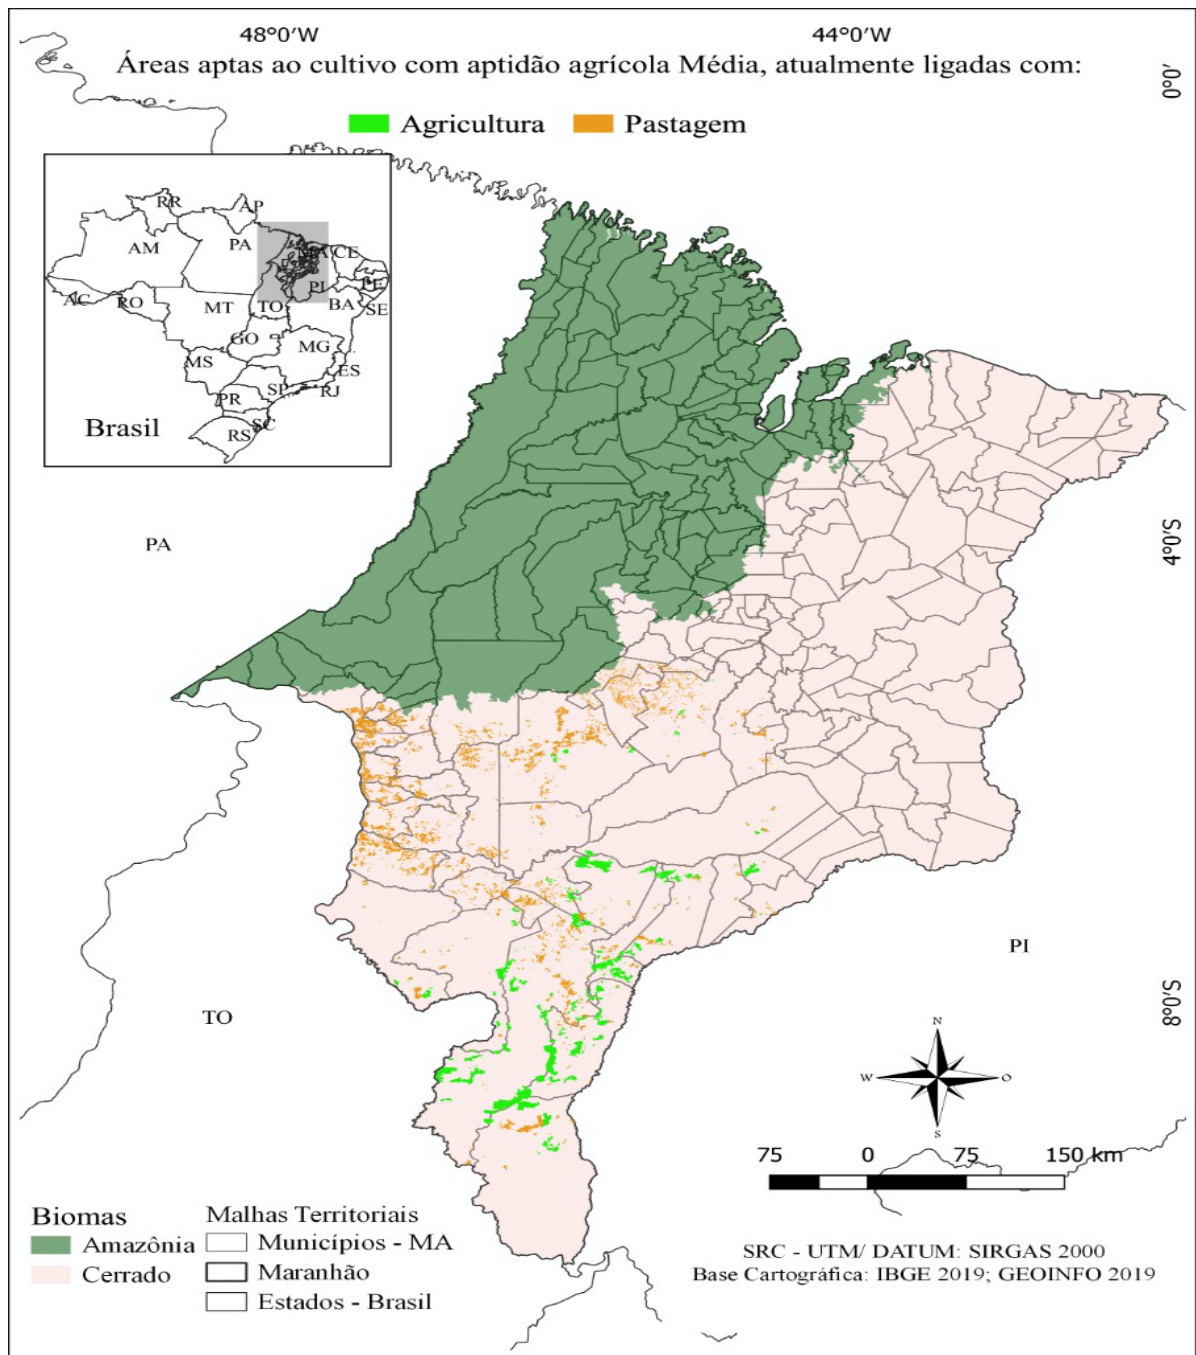 48°0'W 44°0'W
Áreas aptas ao cultivo com aptidão agrícola Média, atualmente ligadas com:
0°0'
Agricultura Pastagem
RR
AP
AM
PA
MA
CE
PI
PE
AC
RO
MT
TO
BA
SE
GO
MG
MS
ES
SP
RJ
PR
SC
RS
Brasil
PA
4°0'S
PI
TO
8°0'S
N
W O
S
75 0 75 150 km
Biomas
Amazônia
Cerrado
Malhas Territoriais
Municípios - MA
Maranhão
Estados - Brasil
SRC - UTM/ DATUM: SIRGAS 2000
Base Cartográfica: IBGE 2019; GEOINFO 2019